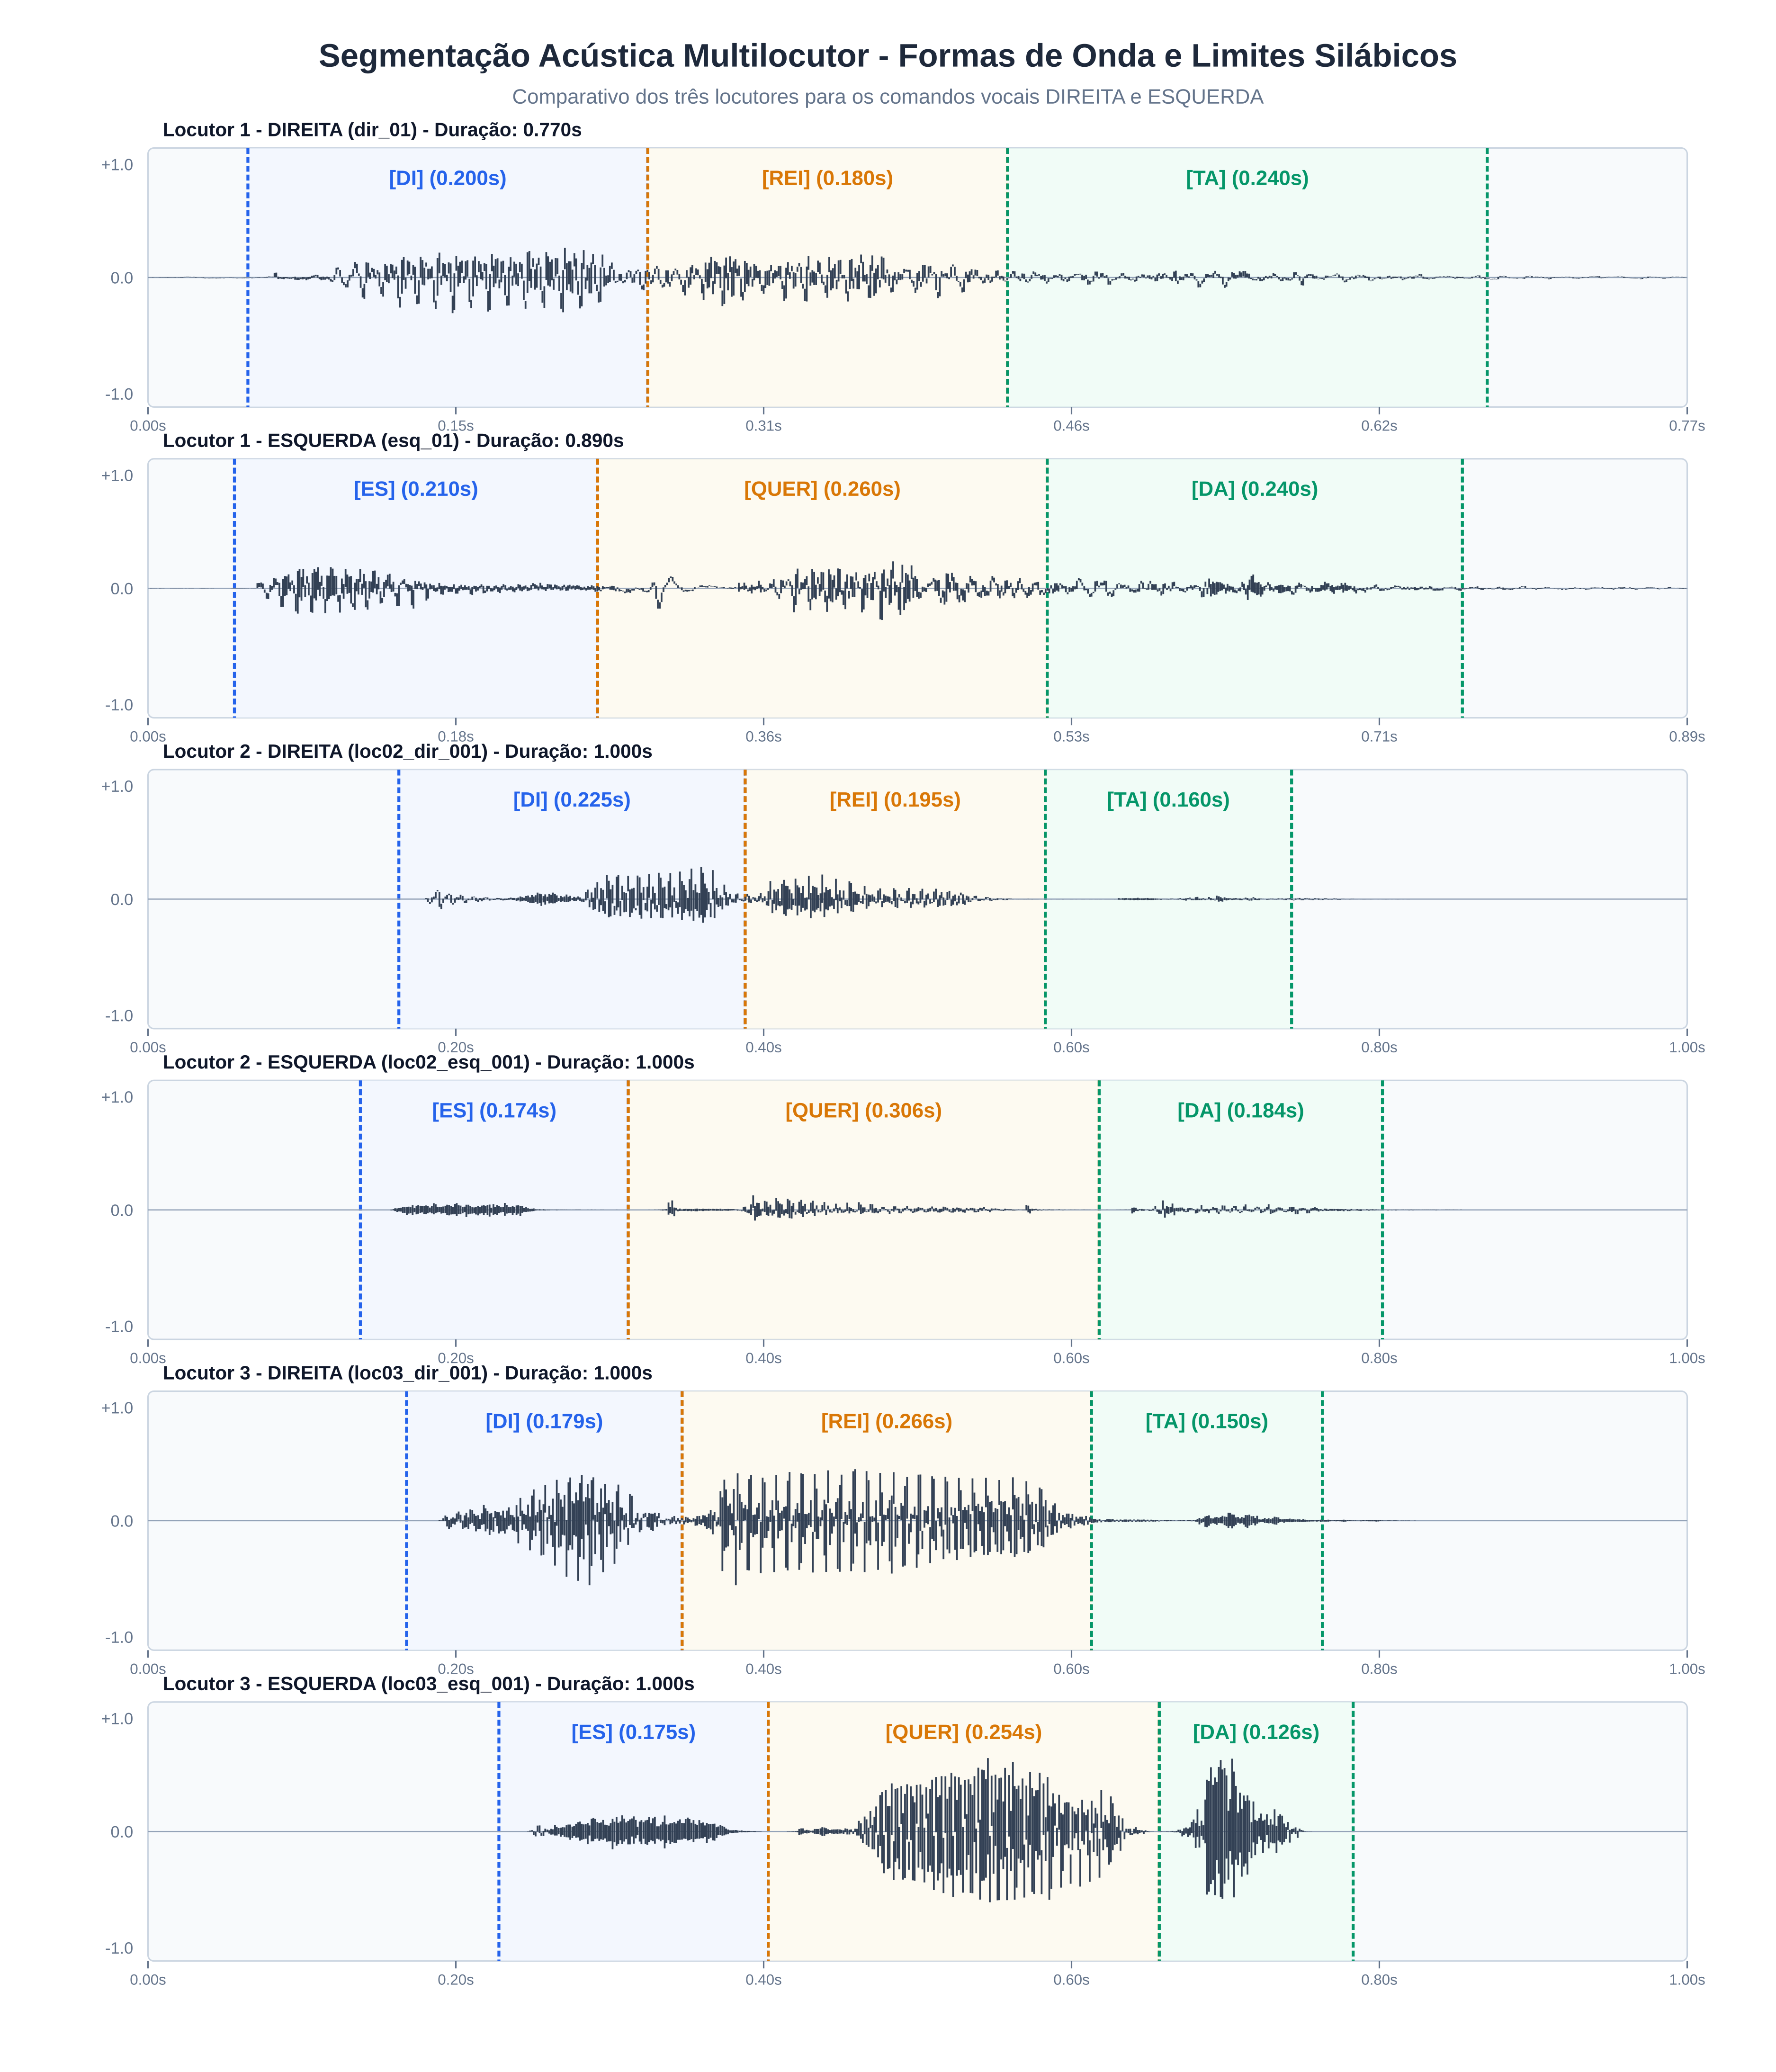 Segmentação Acústica Multilocutor - Formas de Onda e Limites Silábicos
Comparativo dos três locutores para os comandos vocais DIREITA e ESQUERDA
Locutor 1 - DIREITA (dir_01) - Duração: 0.770s
+1.0
[DI] (0.200s) [REI] (0.180s) [TA] (0.240s)
0.0
-1.0
0.00s 0.15s 0.31s 0.46s 0.62s 0.77s
Locutor 1 - ESQUERDA (esq_01) - Duração: 0.890s
+1.0
[ES] (0.210s) [QUER] (0.260s) [DA] (0.240s)
0.0
-1.0
0.00s 0.18s 0.36s 0.53s 0.71s 0.89s
Locutor 2 - DIREITA (loc02_dir_001) - Duração: 1.000s
+1.0
[DI] (0.225s) [REI] (0.195s) [TA] (0.160s)
0.0
-1.0
0.00s 0.20s 0.40s 0.60s 0.80s 1.00s
Locutor 2 - ESQUERDA (loc02_esq_001) - Duração: 1.000s
+1.0
[ES] (0.174s) [QUER] (0.306s) [DA] (0.184s)
0.0
-1.0
0.00s 0.20s 0.40s 0.60s 0.80s 1.00s
Locutor 3 - DIREITA (loc03_dir_001) - Duração: 1.000s
+1.0
[DI] (0.179s) [REI] (0.266s) [TA] (0.150s)
0.0
-1.0
0.00s 0.20s 0.40s 0.60s 0.80s 1.00s
Locutor 3 - ESQUERDA (loc03_esq_001) - Duração: 1.000s
+1.0
[ES] (0.175s) [QUER] (0.254s) [DA] (0.126s)
0.0
-1.0
0.00s 0.20s 0.40s 0.60s 0.80s 1.00s